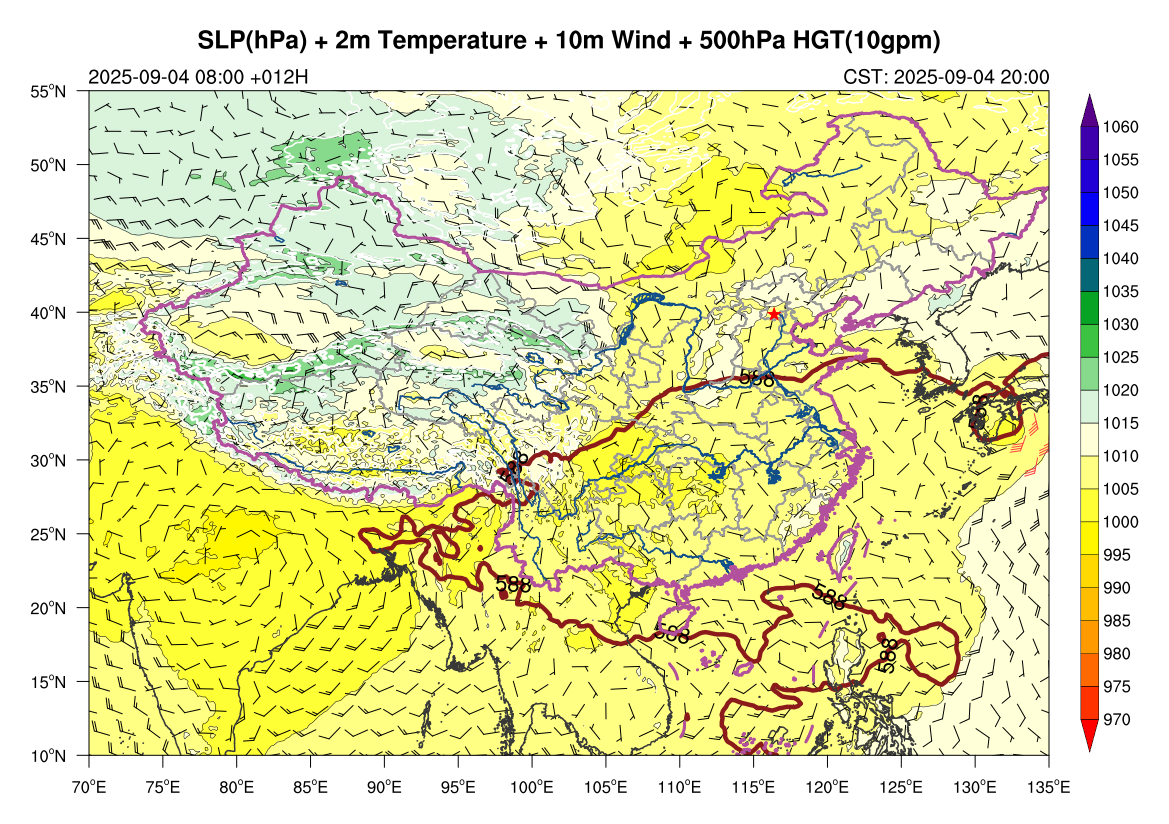 SLP(hPa) + 2m Temperature + 10m Wind + 500hPa HGT(10gpm)
2025-09-04 08:00 +012H
CST: 2025-09-04 20:00
55°N
50°N
45°N
40°N
35°N
30°N
25°N
20°N
15°N
10°N
588
588
588
588
588
588
588
70°E 75°E 80°E 85°E 90°E 95°E 100°E 105°E 110°E 115°E 120°E 125°E 130°E 135°E
1060
1055
1050
1045
1040
1035
1030
1025
1020
1015
1010
1005
1000
995
990
985
980
975
970